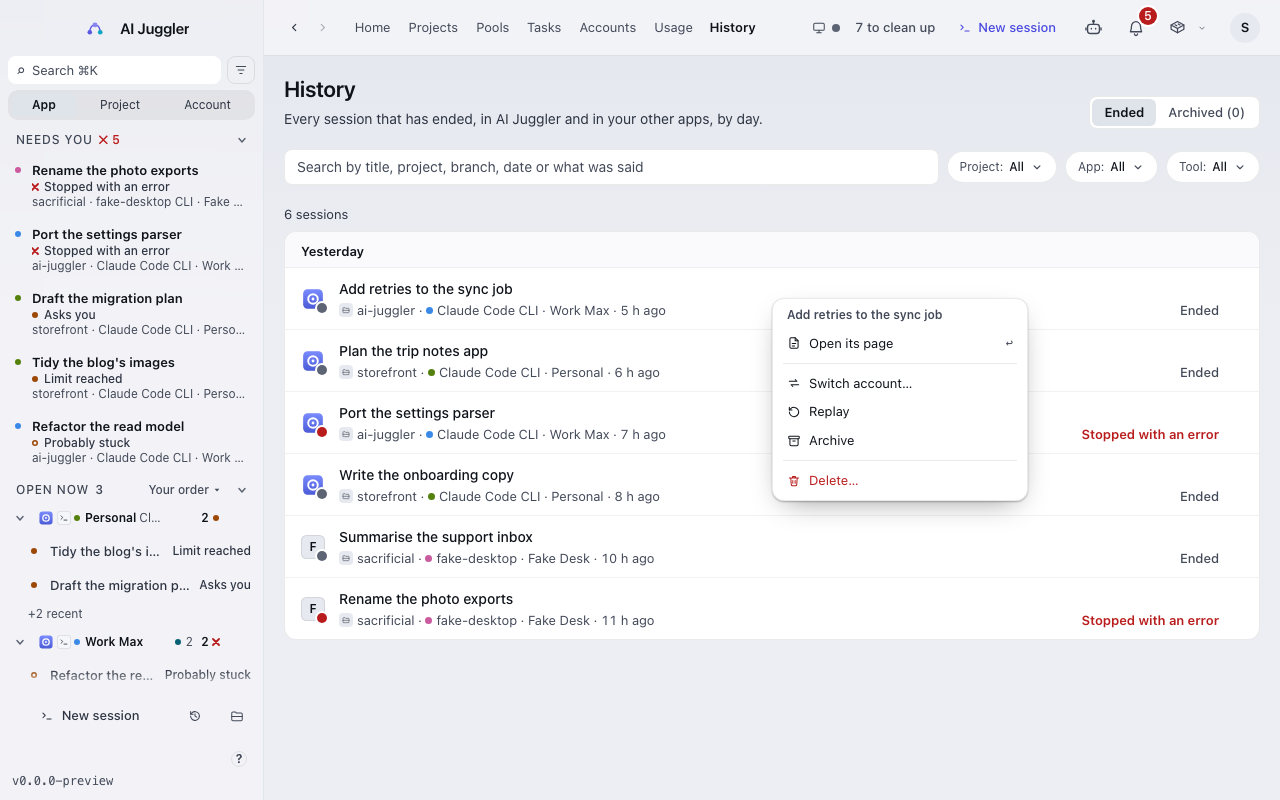 AI Juggler
Search ⌘K
App Project Account
NEEDS YOU 5
Rename the photo exports
Stopped with an error
sacrificial · fake-desktop CLI · Fake ...
Port the settings parser
Stopped with an error
ai-juggler · Claude Code CLI · Work ...
Draft the migration plan
Asks you
storefront · Claude Code CLI · Perso...
Tidy the blog's images
Limit reached
storefront · Claude Code CLI · Perso...
Refactor the read model
Probably stuck
ai-juggler · Claude Code CLI · Work ...
OPEN NOW 3 Your order
Personal Cl... 2
Tidy the blog's i... Limit reached
Draft the migration p... Asks you
+2 recent
Work Max 2 2
Refactor the re... Probably stuck
New session
?
v0.0.0-preview
Home Projects Pools Tasks Accounts Usage History 7 to clean up New session 5 S
History
Every session that has ended, in AI Juggler and in your other apps, by day.
Ended Archived (0)
Search by title, project, branch, date or what was said
Project: All App: All Tool: All
6 sessions
Yesterday
Add retries to the sync job
ai-juggler · Claude Code CLI · Work Max · 5 h ago
Ended
Plan the trip notes app
storefront · Claude Code CLI · Personal · 6 h ago
Ended
Port the settings parser
ai-juggler · Claude Code CLI · Work Max · 7 h ago
Stopped with an error
Write the onboarding copy
storefront · Claude Code CLI · Personal · 8 h ago
Ended
F
Summarise the support inbox
sacrificial · fake-desktop · Fake Desk · 10 h ago
Ended
F
Rename the photo exports
sacrificial · fake-desktop · Fake Desk · 11 h ago
Stopped with an error
Add retries to the sync job
Open its page ↩
Switch account...
Replay
Archive
Delete...